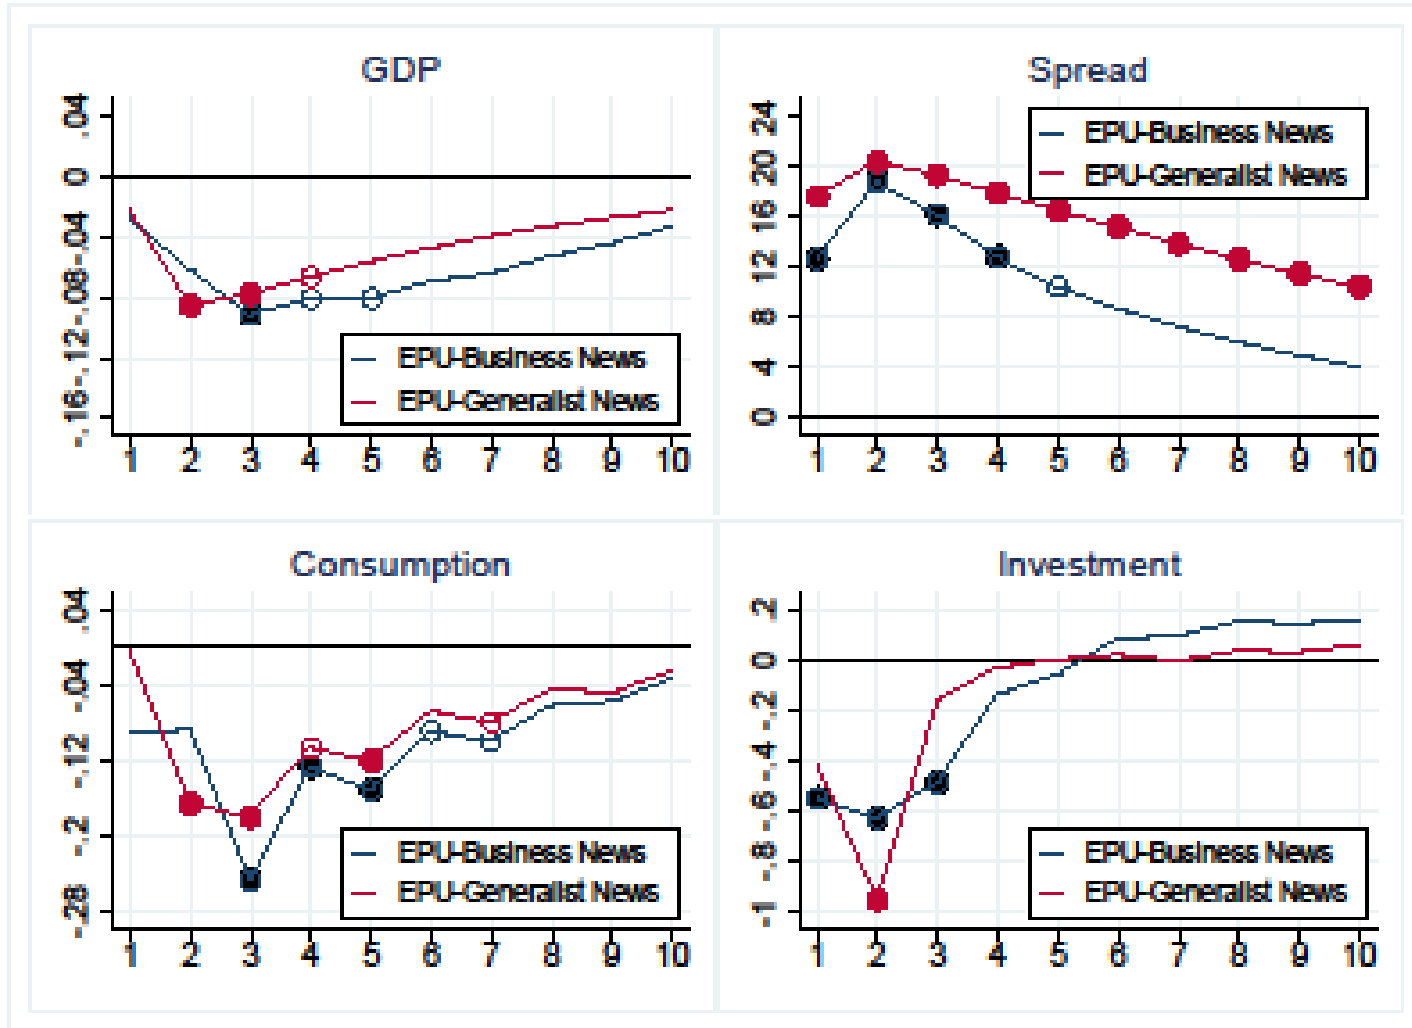 GDP
.04
0
-.04
-.08
-.12
-.16
EPU-Business News
EPU-Generalist News
1 2 3 4 5 6 7 8 9 10
Spread
24
20
16
12
8
4
0
EPU-Business News
EPU-Generalist News
1 2 3 4 5 6 7 8 9 10
Consumption
.04
-.04
-.12
-.2
-.28
EPU-Business News
EPU-Generalist News
1 2 3 4 5 6 7 8 9 10
Investment
.2
0
-.2
-.4
-.6
-.8
-1
EPU-Business News
EPU-Generalist News
1 2 3 4 5 6 7 8 9 10